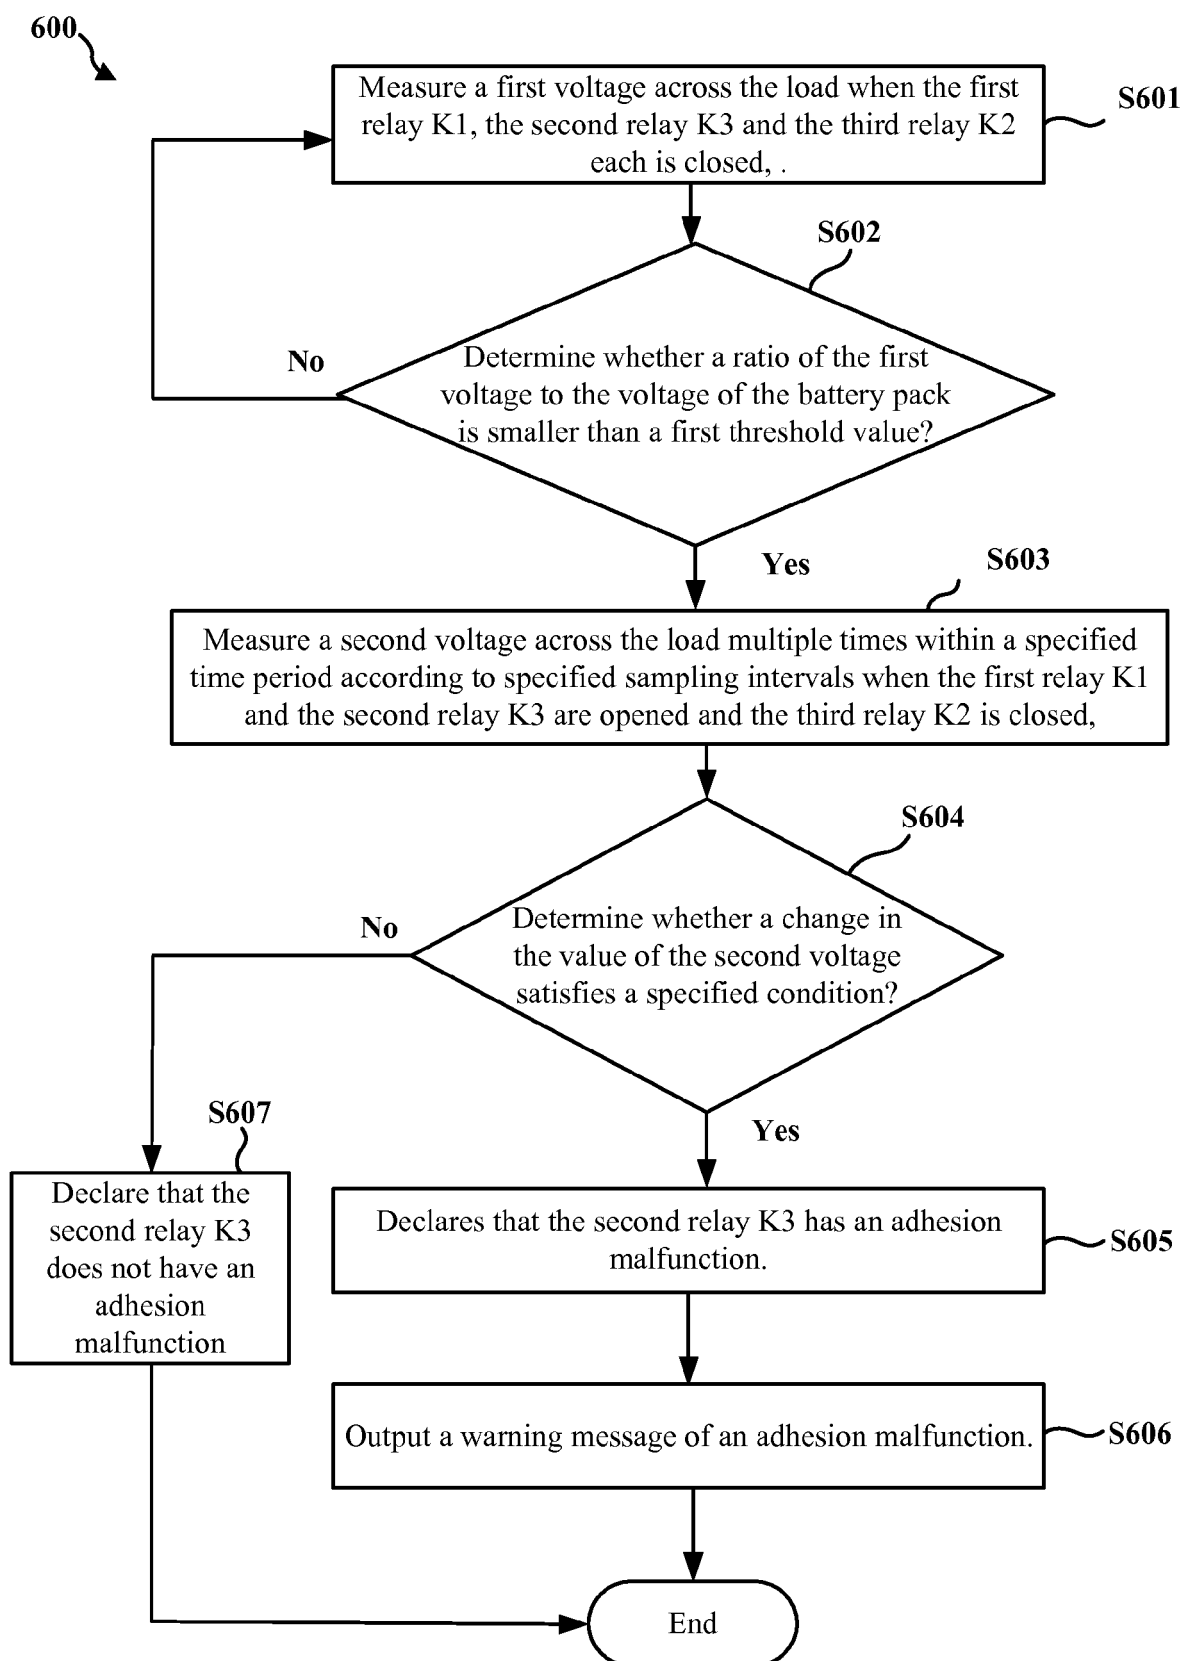 600
Measure a first voltage across the load when the first
relay K1, the second relay K3 and the third relay K2
each is closed, .
S601
S602
Determine whether a ratio of the first
voltage to the voltage of the battery pack
is smaller than a first threshold value?
No
Yes
S603
Measure a second voltage across the load multiple times within a specified
time period according to specified sampling intervals when the first relay K1
and the second relay K3 are opened and the third relay K2 is closed,
S604
Determine whether a change in
the value of the second voltage
satisfies a specified condition?
No
Yes
S607
Declare that the
second relay K3
does not have an
adhesion
malfunction
Declares that the second relay K3 has an adhesion
malfunction.
S605
Output a warning message of an adhesion malfunction.
S606
End